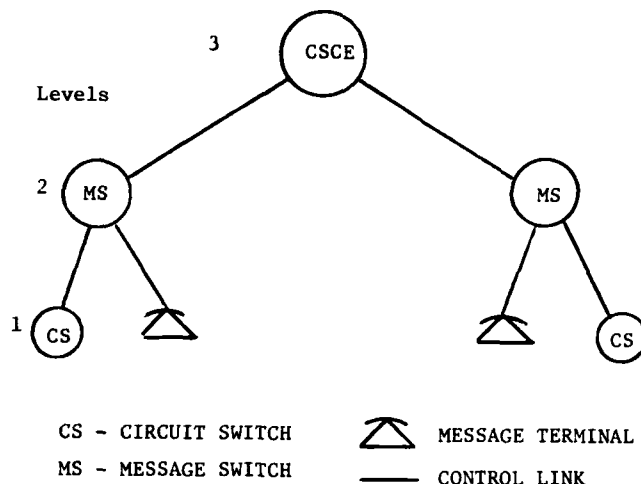 3
CSCE
Levels
2
MS
MS
1
CS
CS
CS - CIRCUIT SWITCH
MESSAGE TERMINAL
MS - MESSAGE SWITCH
CONTROL LINK